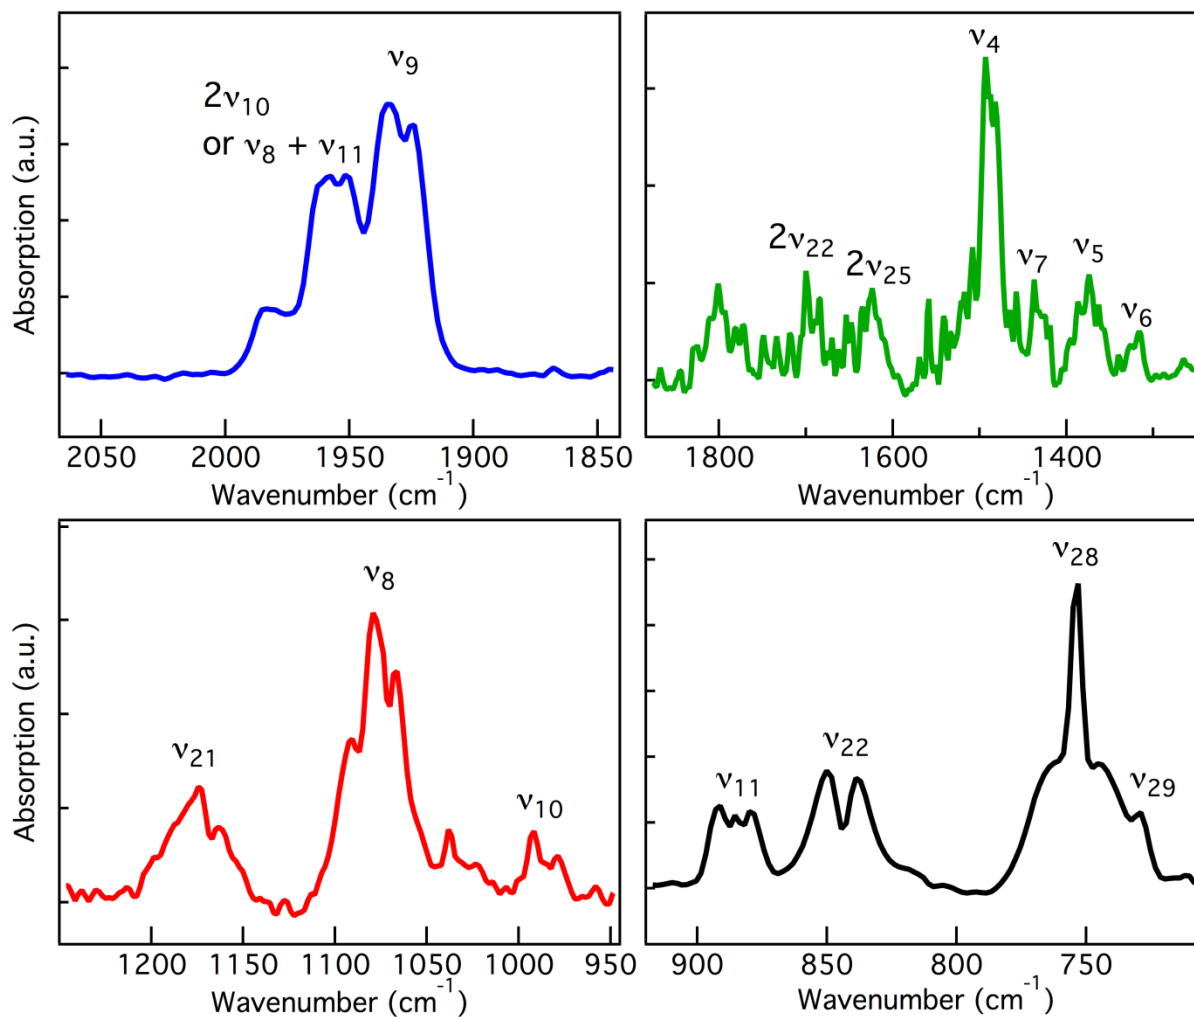 ν9
2ν10
or ν8 + ν11
Absorption (a.u.)
2050 2000 1950 1900 1850
Wavenumber (cm-1)
ν4
2ν22
2ν25
ν7
ν5
ν6
1800 1600 1400
Wavenumber (cm-1)
ν8
ν21
ν10
Absorption (a.u.)
1200 1150 1100 1050 1000 950
Wavenumber (cm-1)
ν28
ν22
ν11
ν29
900 850 800 750
Wavenumber (cm-1)